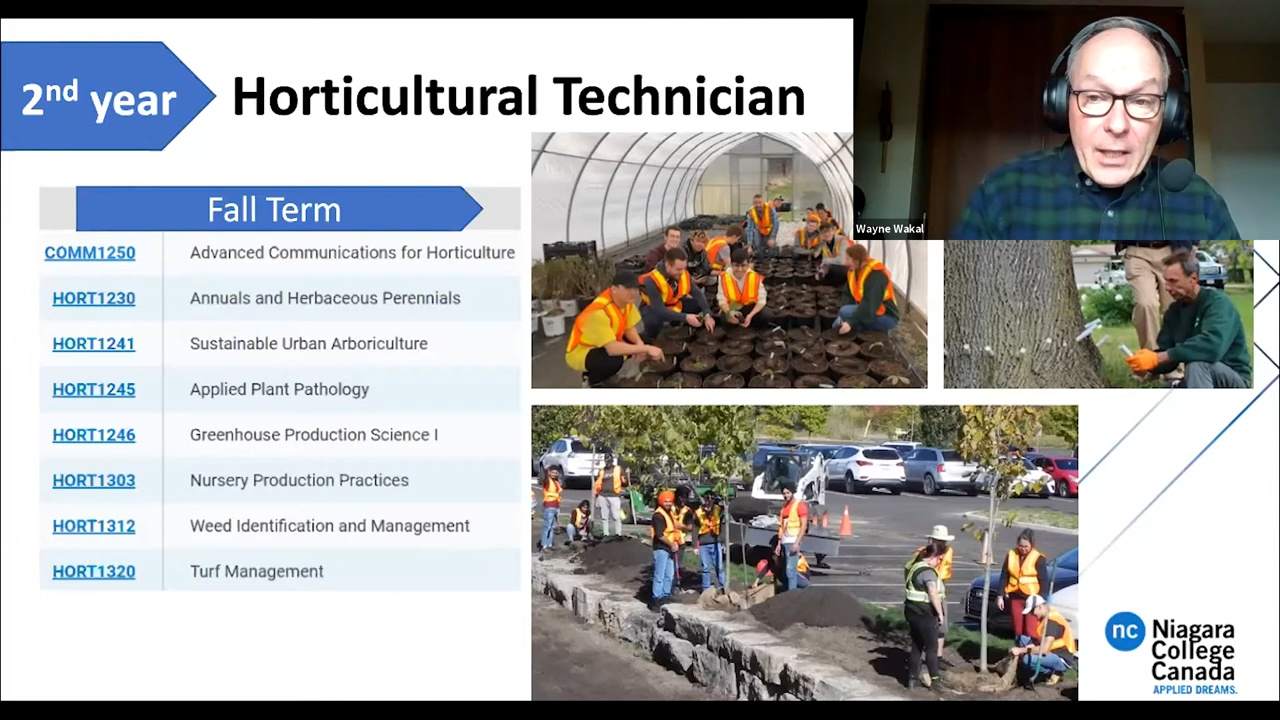 2nd year
Horticultural Technician
Wayne Wakal
Fall Term
COMM1250 Advanced Communications for Horticulture
HORT1230 Annuals and Herbaceous Perennials
HORT1241 Sustainable Urban Arboriculture
HORT1245 Applied Plant Pathology
HORT1246 Greenhouse Production Science I
HORT1303 Nursery Production Practices
HORT1312 Weed Identification and Management
HORT1320 Turf Management
nc
Niagara
College
Canada
APPLIED DREAMS.